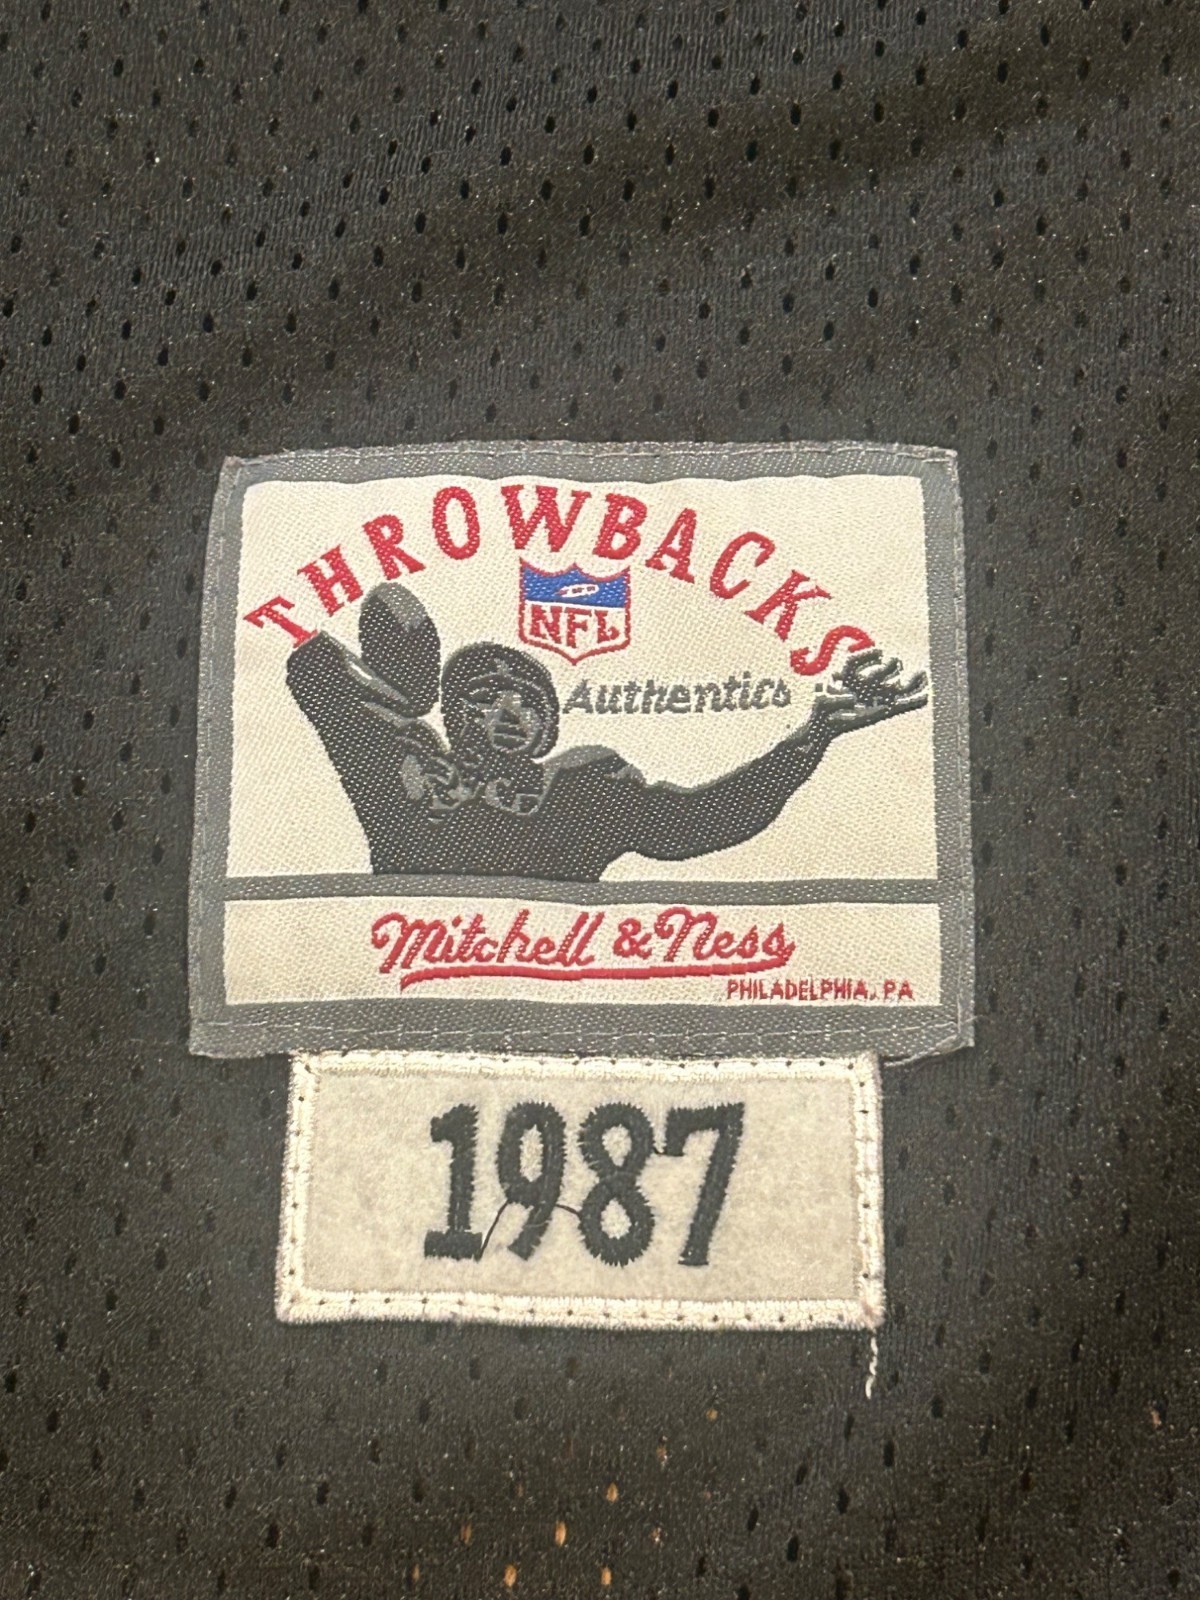 THROWBACKS
NFL
Authentics
Mitchell & Ness
PHILADELPHIA, PA
1987